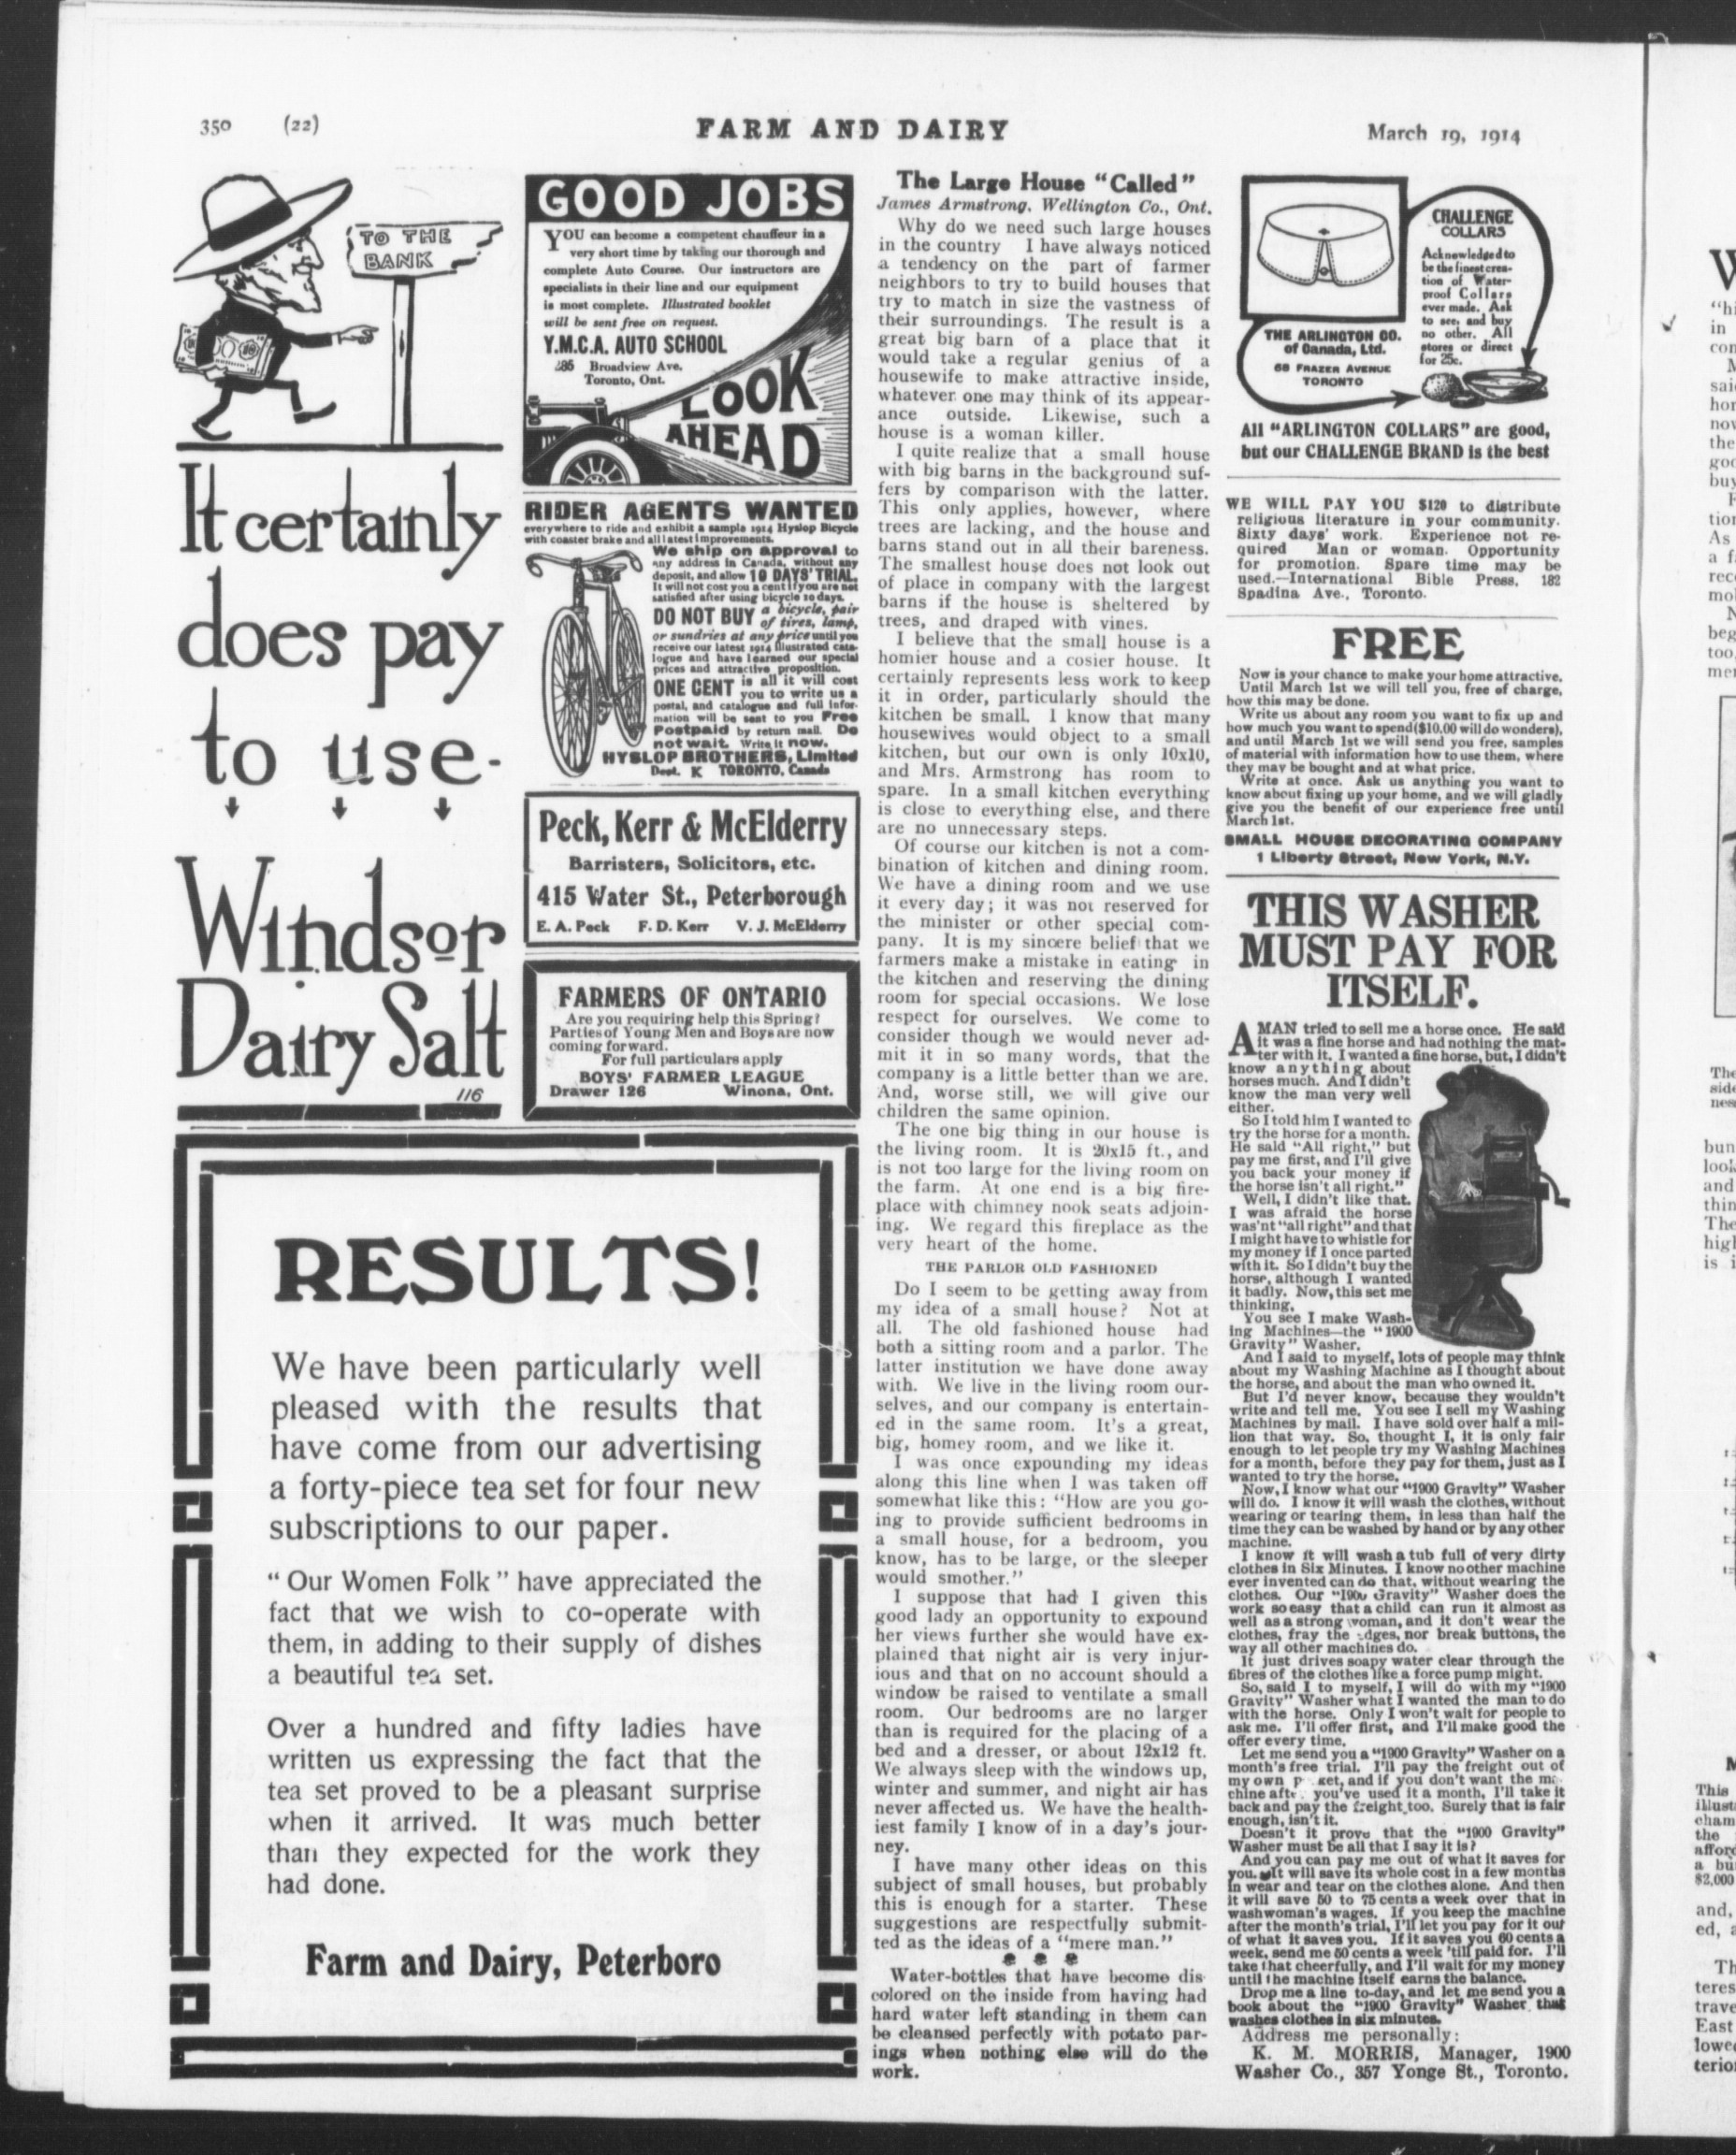 350 (22) FARM AND DAIRY March 19, 1914
TO THE
BANK
It certainly
does pay
to use-
Windsor
Dairy Salt
116
GOOD JOBS
YOU can become a competent chauffeur in a
very short time by taking our thorough and
complete Auto Course. Our instructors are
specialists in their line and our equipment
is most complete. Illustrated booklet
will be sent free on request.
Y.M.C.A. AUTO SCHOOL
Broadview Ave.
Toronto, Ont.
LOOK
AHEAD
RIDER AGENTS WANTED
everywhere to ride and exhibit a sample 1914 Hyslop Bicycle
with coaster brake and all latest improvements.
We ship on approval to
any address in Canada, without any
deposit, and allow 10 DAYS' TRIAL.
It will not cost you a cent if you are not
satisfied after using bicycle 10 days.
DO NOT BUY a bicycle, pair
of tires, lamp,
or sundries at any price until you
receive our latest 1914 illustrated cata-
logue and have learned our special
prices and attractive proposition.
ONE CENT is all it will cost
you to write us a
postal, and catalogue and full infor-
mation will be sent to you Free
Postpaid by return mail. Do
not wait. Write it now.
HYSLOP BROTHERS, Limited
Dept. K TORONTO, Canada
Peck, Kerr & McElderry
Barristers, Solicitors, etc.
415 Water St., Peterborough
E. A. Peck F. D. Kerr V. J. McElderry
FARMERS OF ONTARIO
Are you requiring help this Spring?
Parties of Young Men and Boys are now
coming forward.
For full particulars apply
BOYS' FARMER LEAGUE
Drawer 126 Winona, Ont.
RESULTS!
We have been particularly well
pleased with the results that
have come from our advertising
a forty-piece tea set for four new
subscriptions to our paper.
"Our Women Folk" have appreciated the
fact that we wish to co-operate with
them, in adding to their supply of dishes
a beautiful tea set.
Over a hundred and fifty ladies have
written us expressing the fact that the
tea set proved to be a pleasant surprise
when it arrived. It was much better
than they expected for the work they
had done.
Farm and Dairy, Peterboro
The Large House "Called"
James Armstrong, Wellington Co., Ont.
Why do we need such large houses
in the country I have always noticed
a tendency on the part of farmer
neighbors to try to build houses that
try to match in size the vastness of
their surroundings. The result is a
great big barn of a place that it
would take a regular genius of a
housewife to make attractive inside,
whatever one may think of its appear-
ance outside. Likewise, such a
house is a woman killer.
I quite realize that a small house
with big barns in the background suf-
fers by comparison with the latter.
This only applies, however, where
trees are lacking, and the house and
barns stand out in all their bareness.
The smallest house does not look out
of place in company with the largest
barns if the house is sheltered by
trees, and draped with vines.
I believe that the small house is a
homier house and a cosier house. It
certainly represents less work to keep
it in order, particularly should the
kitchen be small. I know that many
housewives would object to a small
kitchen, but our own is only 10x10,
and Mrs. Armstrong has room to
spare. In a small kitchen everything
is close to everything else, and there
are no unnecessary steps.
Of course our kitchen is not a com-
bination of kitchen and dining room.
We have a dining room and we use
it every day; it was not reserved for
the minister or other special com-
pany. It is my sincere belief that we
farmers make a mistake in eating in
the kitchen and reserving the dining
room for special occasions. We lose
respect for ourselves. We come to
consider though we would never ad-
mit it in so many words, that the
company is a little better than we are.
And, worse still, we will give our
children the same opinion.
The one big thing in our house is
the living room. It is 20x15 ft., and
is not too large for the living room on
the farm. At one end is a big fire-
place with chimney nook seats adjoin-
ing. We regard this fireplace as the
very heart of the home.
THE PARLOR OLD FASHIONED
Do I seem to be getting away from
my idea of a small house? Not at
all. The old fashioned house had
both a sitting room and a parlor. The
latter institution we have done away
with. We live in the living room our-
selves, and our company is entertain-
ed in the same room. It's a great,
big, homey room, and we like it.
I was once expounding my ideas
along this line when I was taken off
somewhat like this: "How are you go-
ing to provide sufficient bedrooms in
a small house, for a bedroom, you
know, has to be large, or the sleeper
would smother."
I suppose that had I given this
good lady an opportunity to expound
her views further she would have ex-
plained that night air is very injur-
ious and that on no account should a
window be raised to ventilate a small
room. Our bedrooms are no larger
than is required for the placing of a
bed and a dresser, or about 12x12 ft.
We always sleep with the windows up,
winter and summer, and night air has
never affected us. We have the health-
iest family I know of in a day's jour-
ney.
I have many other ideas on this
subject of small houses, but probably
this is enough for a starter. These
suggestions are respectfully submit-
ted as the ideas of a "mere man."
Water-bottles that have become dis
colored on the inside from having had
hard water left standing in them can
be cleansed perfectly with potato par-
ings when nothing else will do the
work.
CHALLENGE
COLLARS
Acknowledged to
be the finest crea-
tion of Water-
proof Collars
ever made. Ask
to see, and buy
no other. All
stores or direct
for 25c.
THE ARLINGTON CO.
of Canada, Ltd.
68 FRAZER AVENUE
TORONTO
All "ARLINGTON COLLARS" are good,
but our CHALLENGE BRAND is the best
WE WILL PAY YOU $120 to distribute
religious literature in your community.
Sixty days' work. Experience not re-
quired Man or woman. Opportunity
for promotion. Spare time may be
used.—International Bible Press, 182
Spadina Ave., Toronto.
FREE
Now is your chance to make your home attractive.
Until March 1st we will tell you, free of charge,
how this may be done.
Write us about any room you want to fix up and
how much you want to spend ($10.00 will do wonders),
and until March 1st we will send you free, samples
of material with information how to use them, where
they may be bought and at what price.
Write at once. Ask us anything you want to
know about fixing up your home, and we will gladly
give you the benefit of our experience free until
March 1st.
SMALL HOUSE DECORATING COMPANY
1 Liberty Street, New York, N.Y.
THIS WASHER
MUST PAY FOR
ITSELF.
A MAN tried to sell me a horse once. He said
it was a fine horse and had nothing the mat-
ter with it. I wanted a fine horse, but, I didn't
know anything about
horses much. And I didn't
know the man very well
either.
So I told him I wanted to
try the horse for a month.
He said "All right," but
pay me first, and I'll give
you back your money if
the horse isn't all right."
Well, I didn't like that.
I was afraid the horse
was'nt "all right" and that
I might have to whistle for
my money if I once parted
with it. So I didn't buy the
horse, although I wanted
it badly. Now, this set me
thinking.
You see I make Wash-
ing Machines—the "1900
Gravity" Washer.
And I said to myself, lots of people may think
about my Washing Machine as I thought about
the horse, and about the man who owned it.
But I'd never know, because they wouldn't
write and tell me. You see I sell my Washing
Machines by mail. I have sold over half a mil-
lion that way. So, thought I, it is only fair
enough to let people try my Washing Machines
for a month, before they pay for them, just as I
wanted to try the horse.
Now, I know what our "1900 Gravity" Washer
will do. I know it will wash the clothes, without
wearing or tearing them, in less than half the
time they can be washed by hand or by any other
machine.
I know it will wash a tub full of very dirty
clothes in Six Minutes. I know no other machine
ever invented can do that, without wearing the
clothes. Our "1900 Gravity" Washer does the
work so easy that a child can run it almost as
well as a strong woman, and it don't wear the
clothes, fray the edges, nor break buttons, the
way all other machines do.
It just drives soapy water clear through the
fibres of the clothes like a force pump might.
So, said I to myself, I will do with my "1900
Gravity" Washer what I wanted the man to do
with the horse. Only I won't wait for people to
ask me. I'll offer first, and I'll make good the
offer every time.
Let me send you a "1900 Gravity" Washer on a
month's free trial. I'll pay the freight out of
my own pocket, and if you don't want the ma-
chine after you've used it a month, I'll take it
back and pay the freight too. Surely that is fair
enough, isn't it.
Doesn't it prove that the "1900 Gravity"
Washer must be all that I say it is?
And you can pay me out of what it saves for
you. It will save its whole cost in a few months
in wear and tear on the clothes alone. And then
it will save 50 to 75 cents a week over that in
washwoman's wages. If you keep the machine
after the month's trial, I'll let you pay for it out
of what it saves you. If it saves you 60 cents a
week, send me 50 cents a week 'till paid for. I'll
take that cheerfully, and I'll wait for my money
until the machine itself earns the balance.
Drop me a line to-day, and let me send you a
book about the "1900 Gravity" Washer that
washes clothes in six minutes.
Address me personally:
K. M. MORRIS, Manager, 1900
Washer Co., 357 Yonge St., Toronto.